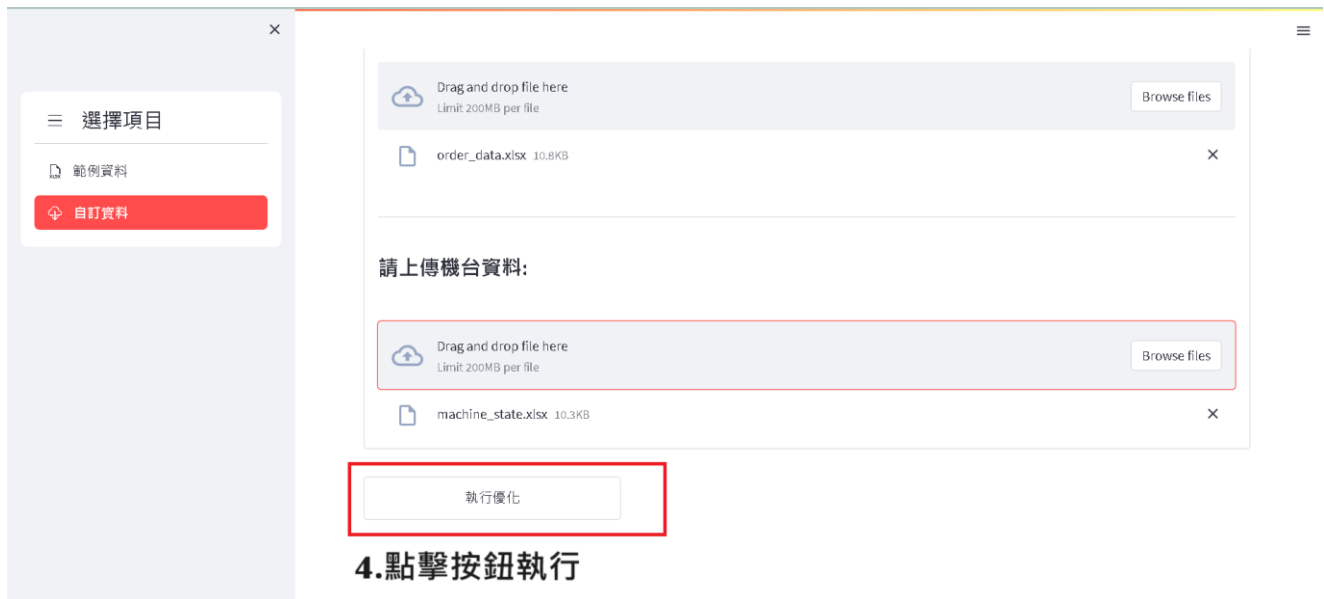 選擇項目
範例資料
自訂資料
Drag and drop file here
Limit 200MB per file
Browse files
order_data.xlsx 10.8KB
請上傳機台資料:
Drag and drop file here
Limit 200MB per file
Browse files
machine_state.xlsx 10.3KB
執行優化
4.點擊按鈕執行